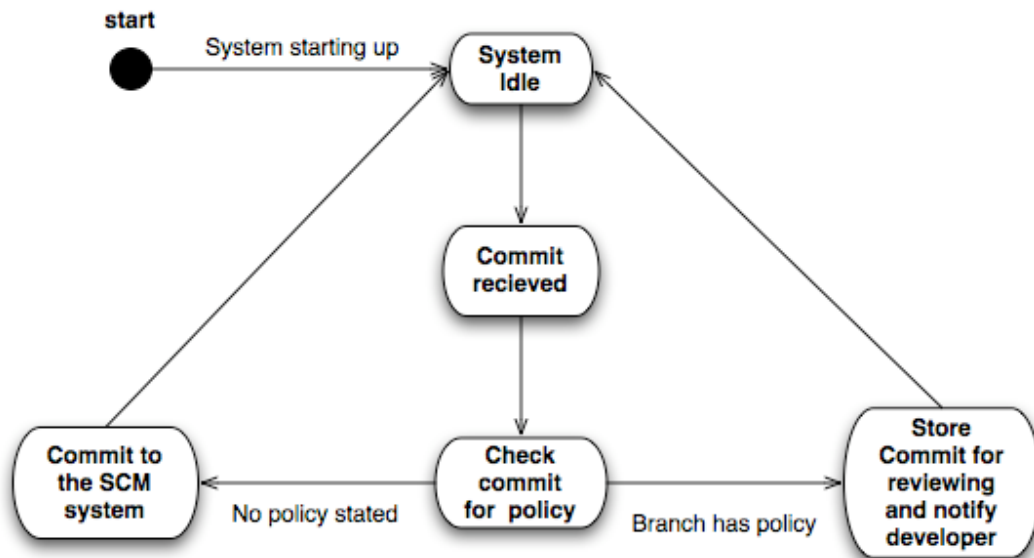 start
System starting up
System
Idle
Commit
recieved
Commit to
the SCM
system
No policy stated
Check
commit
for policy
Branch has policy
Store
Commit for
reviewing
and notify
developer